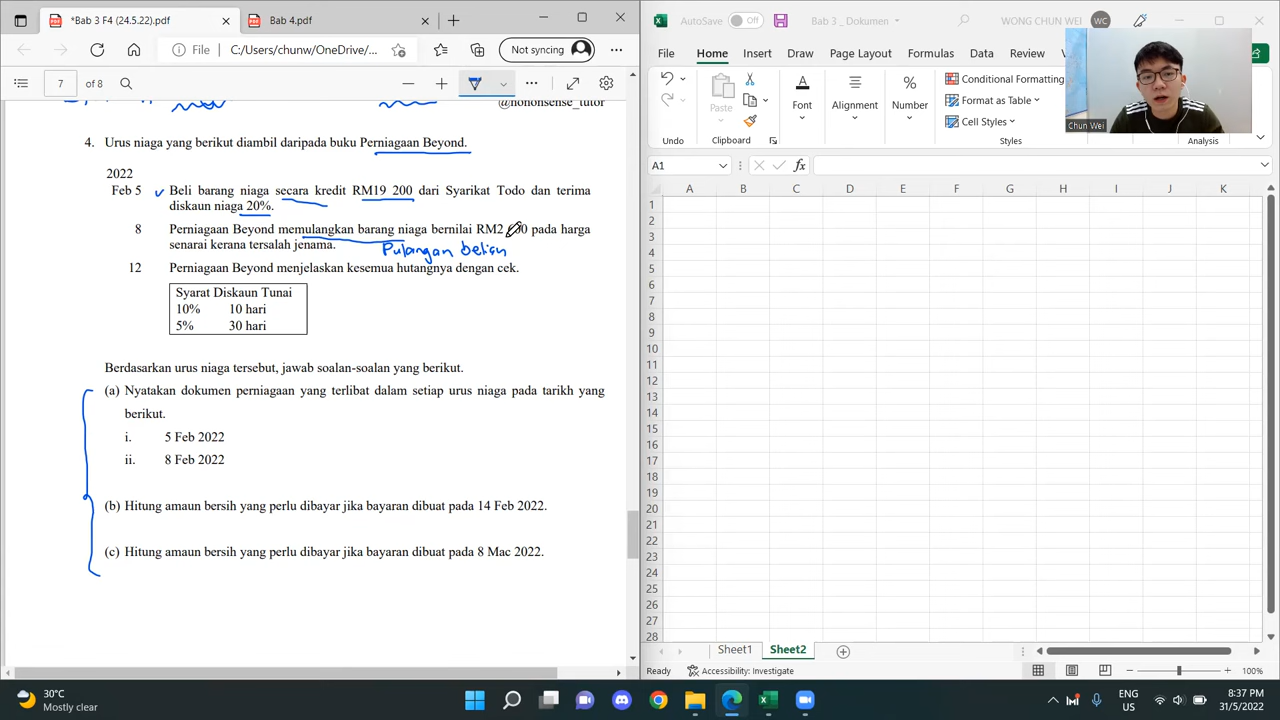 *Bab 3 F4 (24.5.22).pdf
Bab 4.pdf
File
C:/Users/chunw/OneDrive/...
Not syncing
7
of 8
@nononsense_tutor
4. Urus niaga yang berikut diambil daripada buku Perniagaan Beyond.
2022
Feb 5 Beli barang niaga secara kredit RM19 200 dari Syarikat Todo dan terima
diskaun niaga 20%.
8 Perniagaan Beyond memulangkan barang niaga bernilai pada harga
senarai kerana tersalah jenama.
Pulangan belian
12 Perniagaan Beyond menjelaskan kesemua hutangnya dengan cek.
Syarat Diskaun Tunai
10% 10 hari
5% 30 hari
Berdasarkan urus niaga tersebut, jawab soalan-soalan yang berikut.
(a) Nyatakan dokumen perniagaan yang terlibat dalam setiap urus niaga pada tarikh yang
berikut.
i. 5 Feb 2022
ii. 8 Feb 2022
(b) Hitung amaun bersih yang perlu dibayar jika bayaran dibuat pada 14 Feb 2022.
(c) Hitung amaun bersih yang perlu dibayar jika bayaran dibuat pada 8 Mac 2022.
AutoSave Off
Bab 3 _ Dokumen
WONG CHUN WEI
WC
File Home Insert Draw Page Layout Formulas Data Review
Undo
Paste
Clipboard
Font
Alignment
Number
Conditional Formatting
Format as Table
Cell Styles
Styles
Analysis
Chun Wei
A1
fx
A B C D E F G H I J K
1
2
3
4
5
6
7
8
9
10
11
12
13
14
15
16
17
18
19
20
21
22
23
24
25
26
27
28
Sheet1 Sheet2
Ready
Accessibility: Investigate
100%
30°C
Mostly clear
ENG
US
8:37 PM
31/5/2022